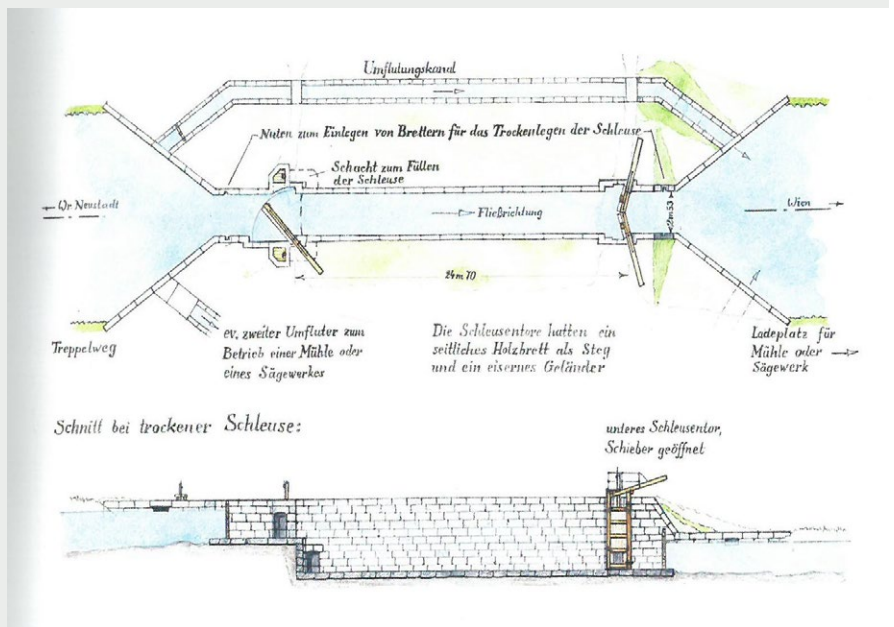 Umflutungskanal
Nuten zum Einlegen von Brettern für das Trockenlegen der Schleuse
Schacht zum Füllen
der Schleuse
Wr Neustadt
Fließrichtung
2m53
Wien
24m70
Treppelweg
ev. zweiter Umfluter zum
Betrieb einer Mühle oder
eines Sägewerkes
Die Schleusentore hatten ein
seitliches Holzbrett als Steg
und ein eisernes Geländer
Ladeplatz für
Mühle oder
Sägewerk
Schnitt bei trockener Schleuse:
unteres Schleusentor,
Schieber geöffnet